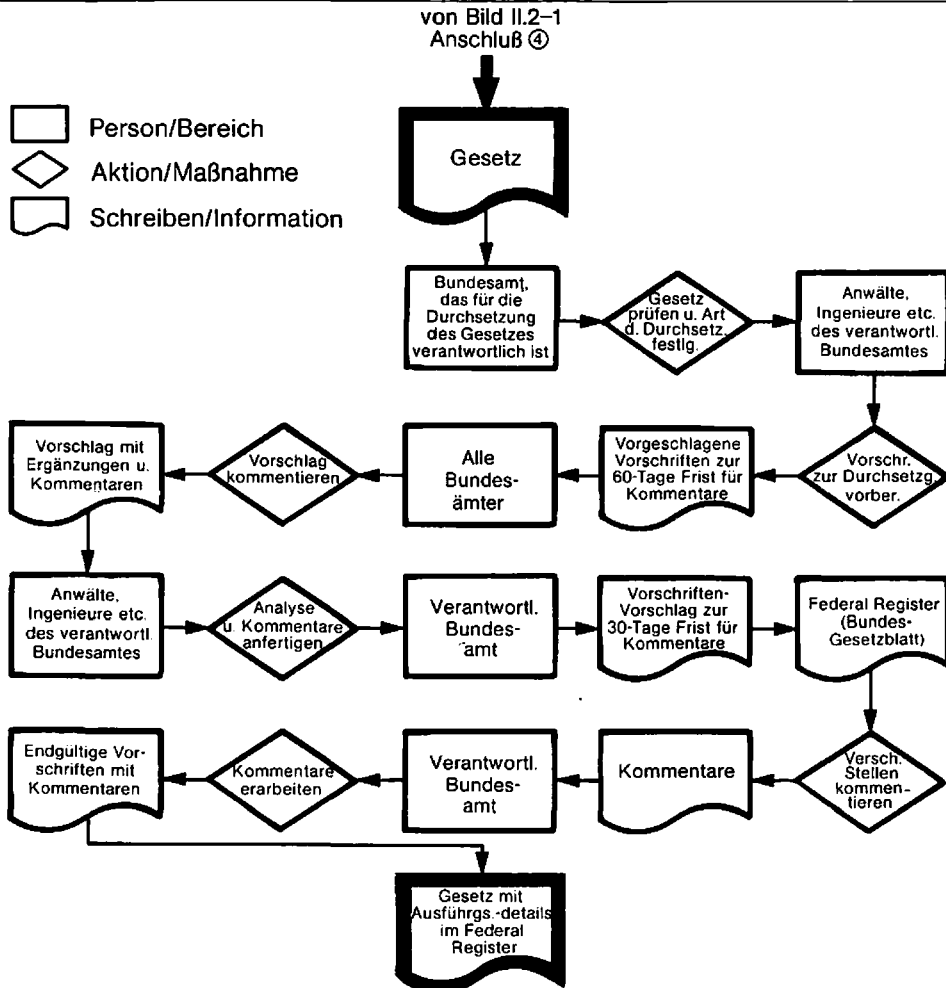 von Bild II.2–1
Anschluß ④
Person/Bereich
Aktion/Maßnahme
Schreiben/Information
Gesetz
Bundesamt,
das für die
Durchsetzung
des Gesetzes
verantwortlich ist
Gesetz
prüfen u. Art
d. Durchsetz.
festlg.
Anwälte,
Ingenieure etc.
des verantwortl.
Bundesamtes
Vorschr.
zur Durchsetzg.
vorber.
Vorgeschlagene
Vorschriften zur
60-Tage Frist für
Kommentare
Alle
Bundes-
ämter
Vorschlag
kommentieren
Vorschlag mit
Ergänzungen u.
Kommentaren
Anwälte,
Ingenieure etc.
des verantwortl.
Bundesamtes
Analyse
u. Kommentare
anfertigen
Verantwortl.
Bundes-
amt
Vorschriften-
Vorschlag zur
30-Tage Frist für
Kommentare
Federal Register
(Bundes-
Gesetzblatt)
Versch.
Stellen
kommen-
tieren
Kommentare
Verantwortl.
Bundes-
amt
Kommentare
erarbeiten
Endgültige Vor-
schriften mit
Kommentaren
Gesetz mit
Ausführgs.-details
im Federal
Register